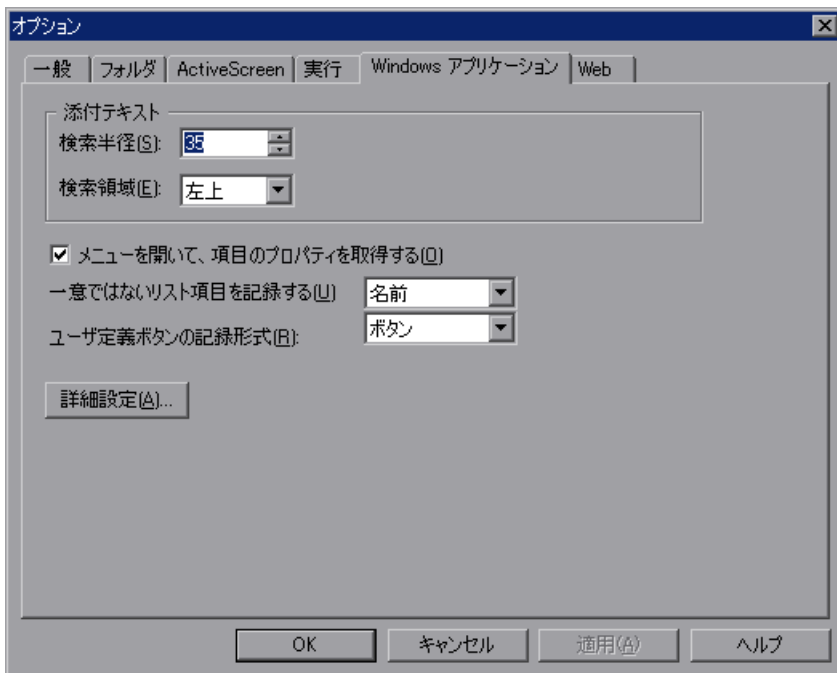 オプション
一般 フォルダ ActiveScreen 実行 Windows アプリケーション Web
添付テキスト
検索半径(S): 35
検索領域(E): 左上
メニューを開いて、項目のプロパティを取得する(O)
一意ではないリスト項目を記録する(U) 名前
ユーザ定義ボタンの記録形式(R): ボタン
詳細設定(A)...
OK キャンセル 適用(A) ヘルプ